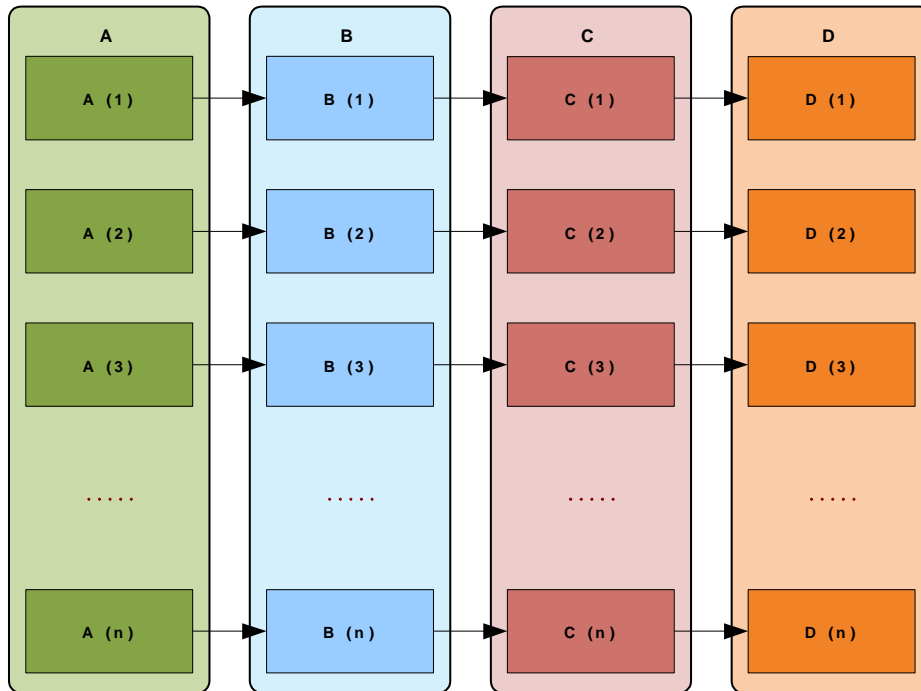 A B C D
A (1) B (1) C (1) D (1)
A (2) B (2) C (2) D (2)
A (3) B (3) C (3) D (3)
..... ..... ..... .....
A (n) B (n) C (n) D (n)